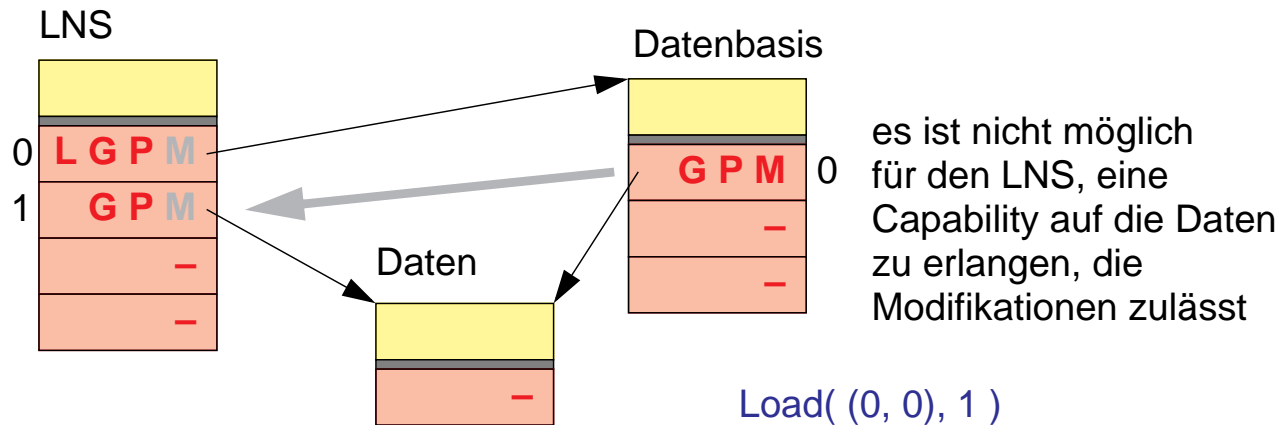 LNS
Datenbasis
0 L G P M
G P M 0
1 G P M
–
–
–
–
Daten
–
es ist nicht möglich
für den LNS, eine
Capability auf die Daten
zu erlangen, die
Modifikationen zulässt
Load( (0, 0), 1 )